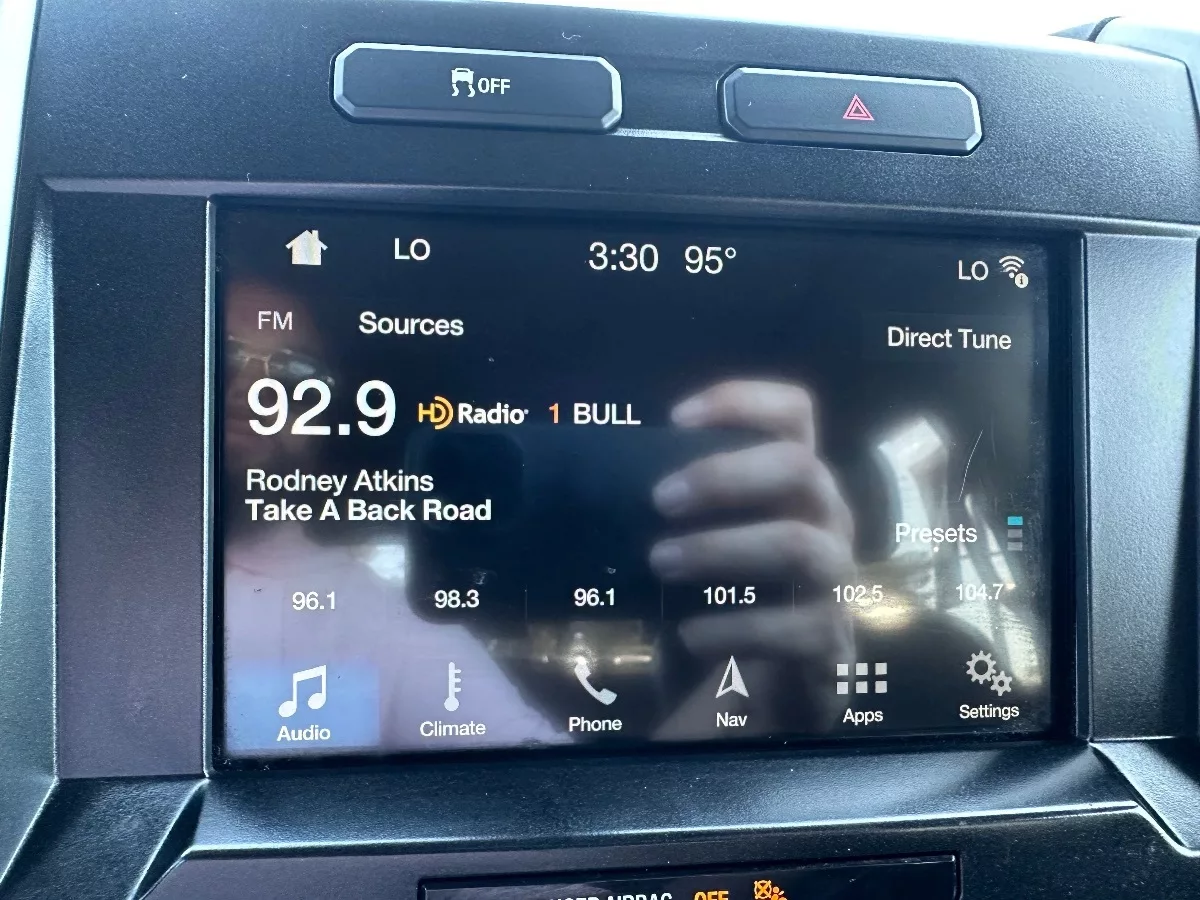 OFF
LO 3:30 95° LO
FM Sources Direct Tune
92.9 HD Radio 1 BULL
Rodney Atkins
Take A Back Road
Presets
96.1 98.3 96.1 101.5 102.5 104.7
Audio Climate Phone Nav Apps Settings
AIRBAG OFF